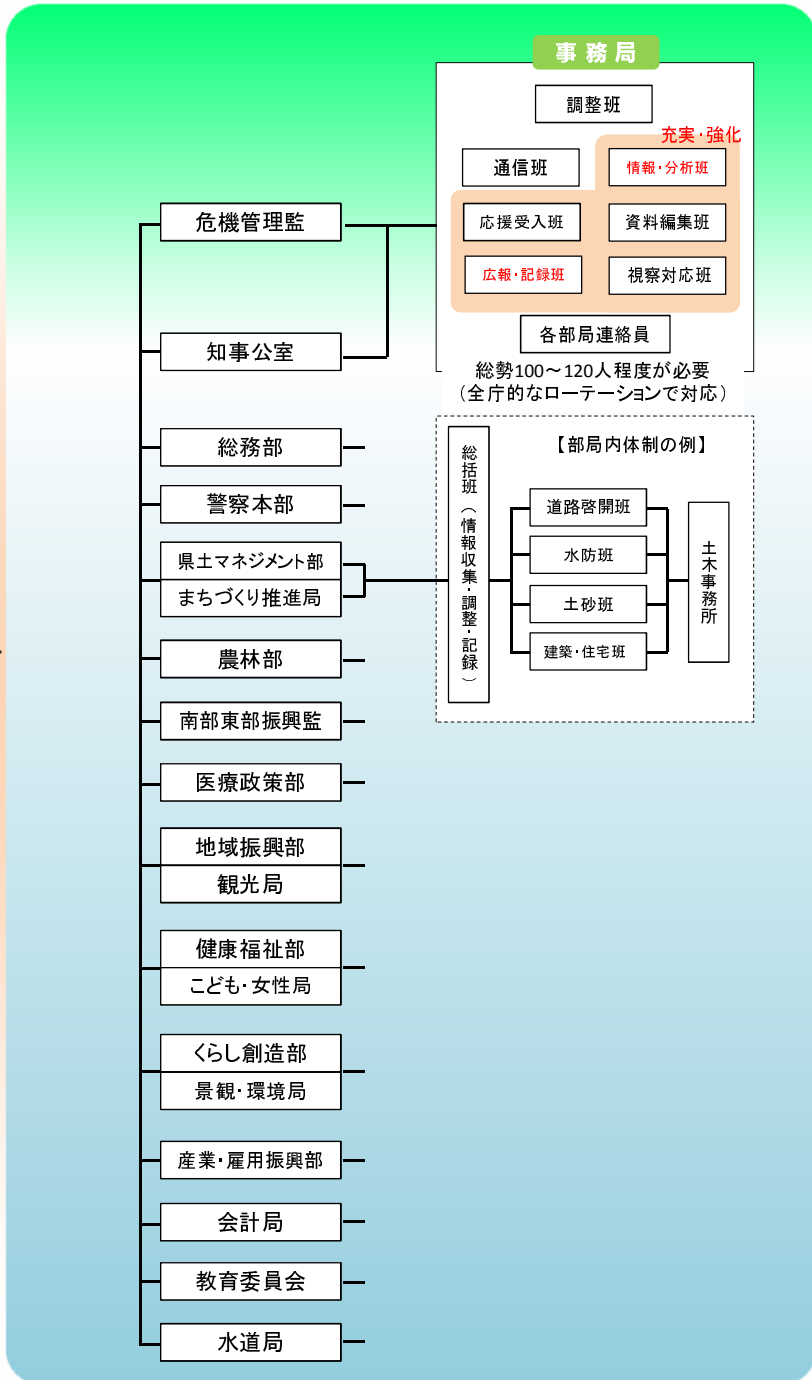 事務局
調整班
充実・強化
通信班
情報・分析班
応援受入班
資料編集班
広報・記録班
視察対応班
各部局連絡員
総勢100～120人程度が必要
（全庁的なローテーションで対応）
危機管理監
知事公室
総務部
警察本部
県土マネジメント部
まちづくり推進局
農林部
南部東部振興監
医療政策部
地域振興部
観光局
健康福祉部
こども・女性局
くらし創造部
景観・環境局
産業・雇用振興部
会計局
教育委員会
水道局
【部局内体制の例】
総括班（情報収集・調整・記録）
道路啓開班
水防班
土砂班
建築・住宅班
土木事務所